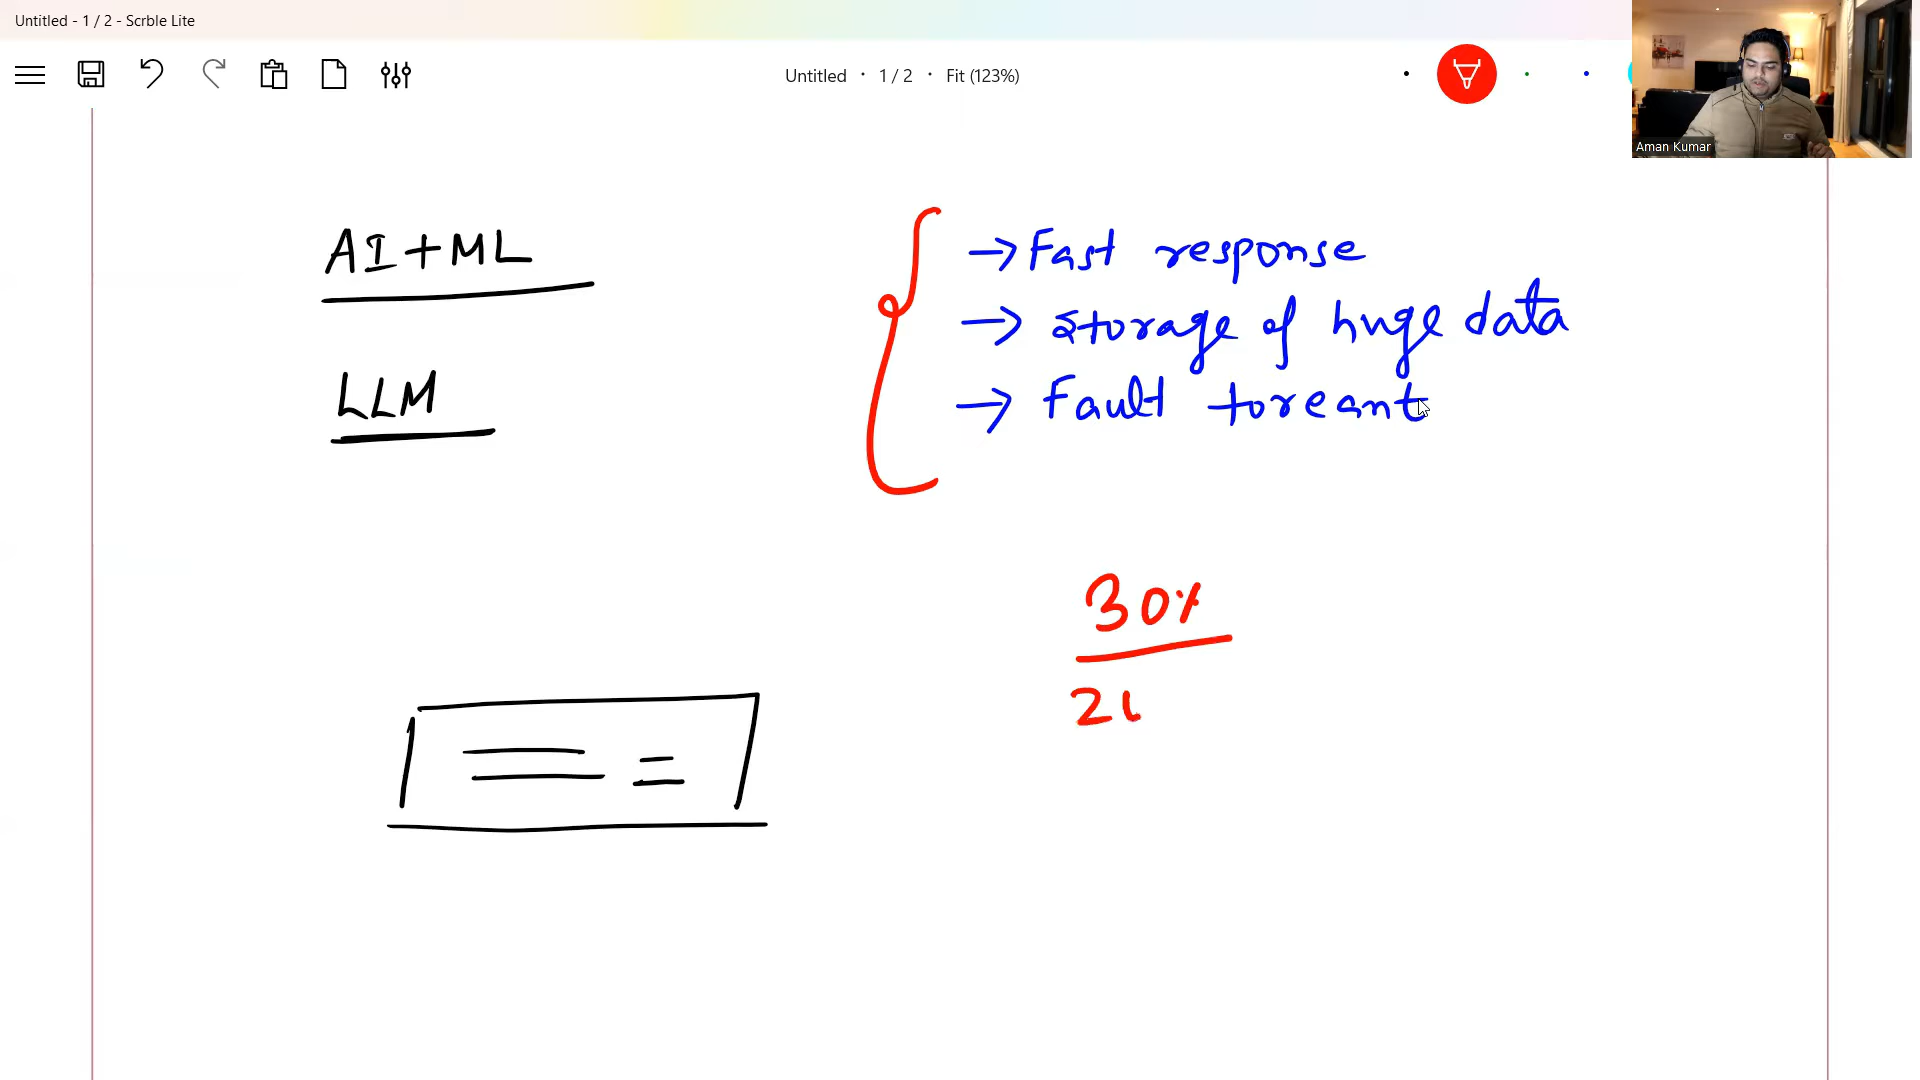 Untitled - 1 / 2 - Scrble Lite
Untitled • 1 / 2 • Fit (123%)
Aman Kumar
AI+ML
LLM
→ Fast response
→ storage of huge data
→ Fault toreant
30%
2